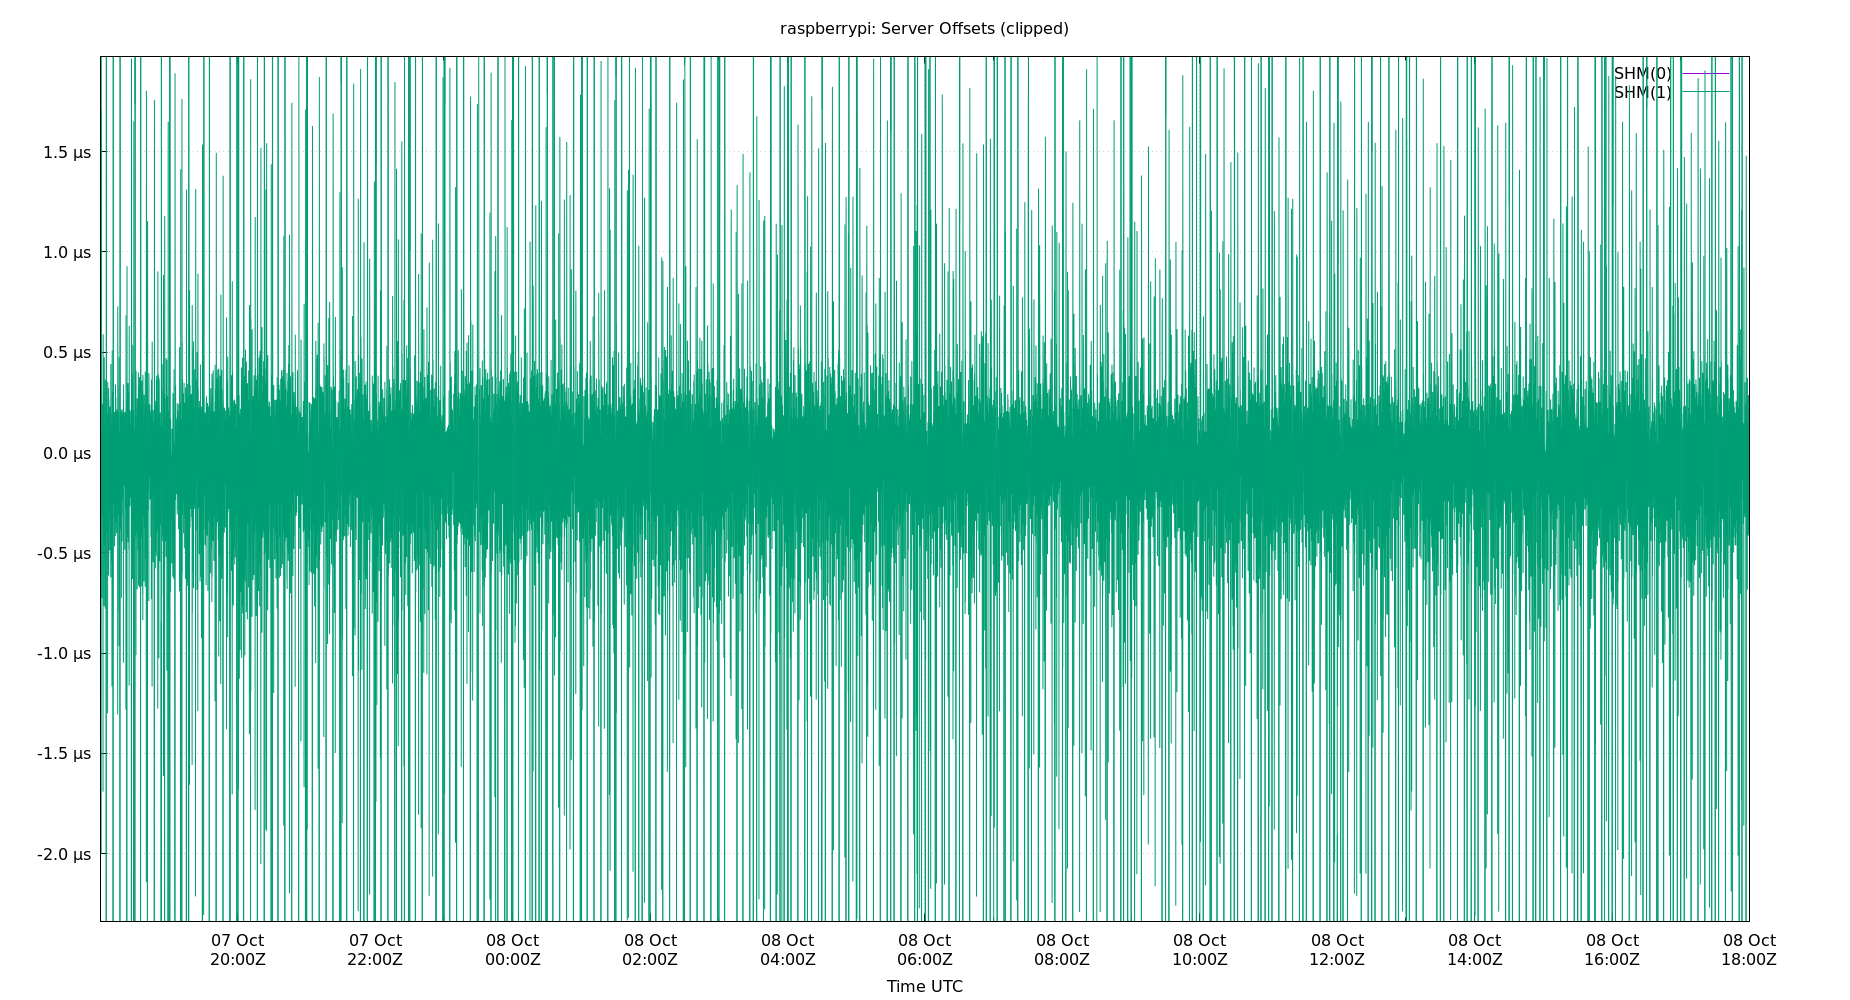 raspberrypi: Server Offsets (clipped)
SHM(0)
SHM(1)
1.5 µs
1.0 µs
0.5 µs
0.0 µs
-0.5 µs
-1.0 µs
-1.5 µs
-2.0 µs
07 Oct 07 Oct 08 Oct 08 Oct 08 Oct 08 Oct 08 Oct 08 Oct 08 Oct 08 Oct 08 Oct 08 Oct
20:00Z 22:00Z 00:00Z 02:00Z 04:00Z 06:00Z 08:00Z 10:00Z 12:00Z 14:00Z 16:00Z 18:00Z
Time UTC